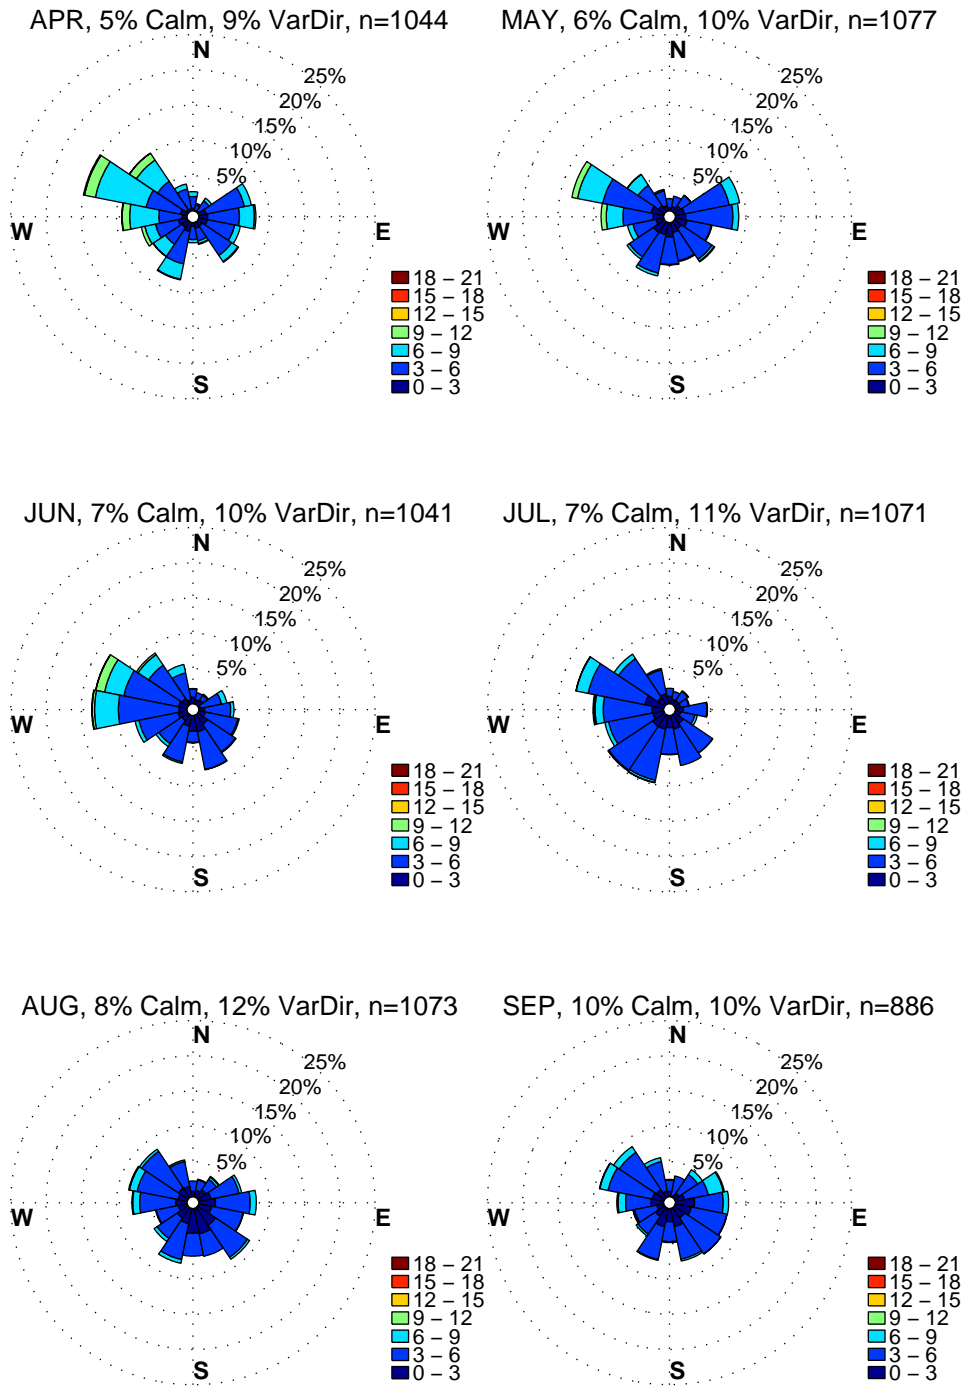 APR, 5% Calm, 9% VarDir, n=1044
N
25%
20%
15%
10%
5%
W
E
S
18 – 21
15 – 18
12 – 15
9 – 12
6 – 9
3 – 6
0 – 3
MAY, 6% Calm, 10% VarDir, n=1077
N
25%
20%
15%
10%
5%
W
E
S
18 – 21
15 – 18
12 – 15
9 – 12
6 – 9
3 – 6
0 – 3
JUN, 7% Calm, 10% VarDir, n=1041
N
25%
20%
15%
10%
5%
W
E
S
18 – 21
15 – 18
12 – 15
9 – 12
6 – 9
3 – 6
0 – 3
JUL, 7% Calm, 11% VarDir, n=1071
N
25%
20%
15%
10%
5%
W
E
S
18 – 21
15 – 18
12 – 15
9 – 12
6 – 9
3 – 6
0 – 3
AUG, 8% Calm, 12% VarDir, n=1073
N
25%
20%
15%
10%
5%
W
E
S
18 – 21
15 – 18
12 – 15
9 – 12
6 – 9
3 – 6
0 – 3
SEP, 10% Calm, 10% VarDir, n=886
N
25%
20%
15%
10%
5%
W
E
S
18 – 21
15 – 18
12 – 15
9 – 12
6 – 9
3 – 6
0 – 3